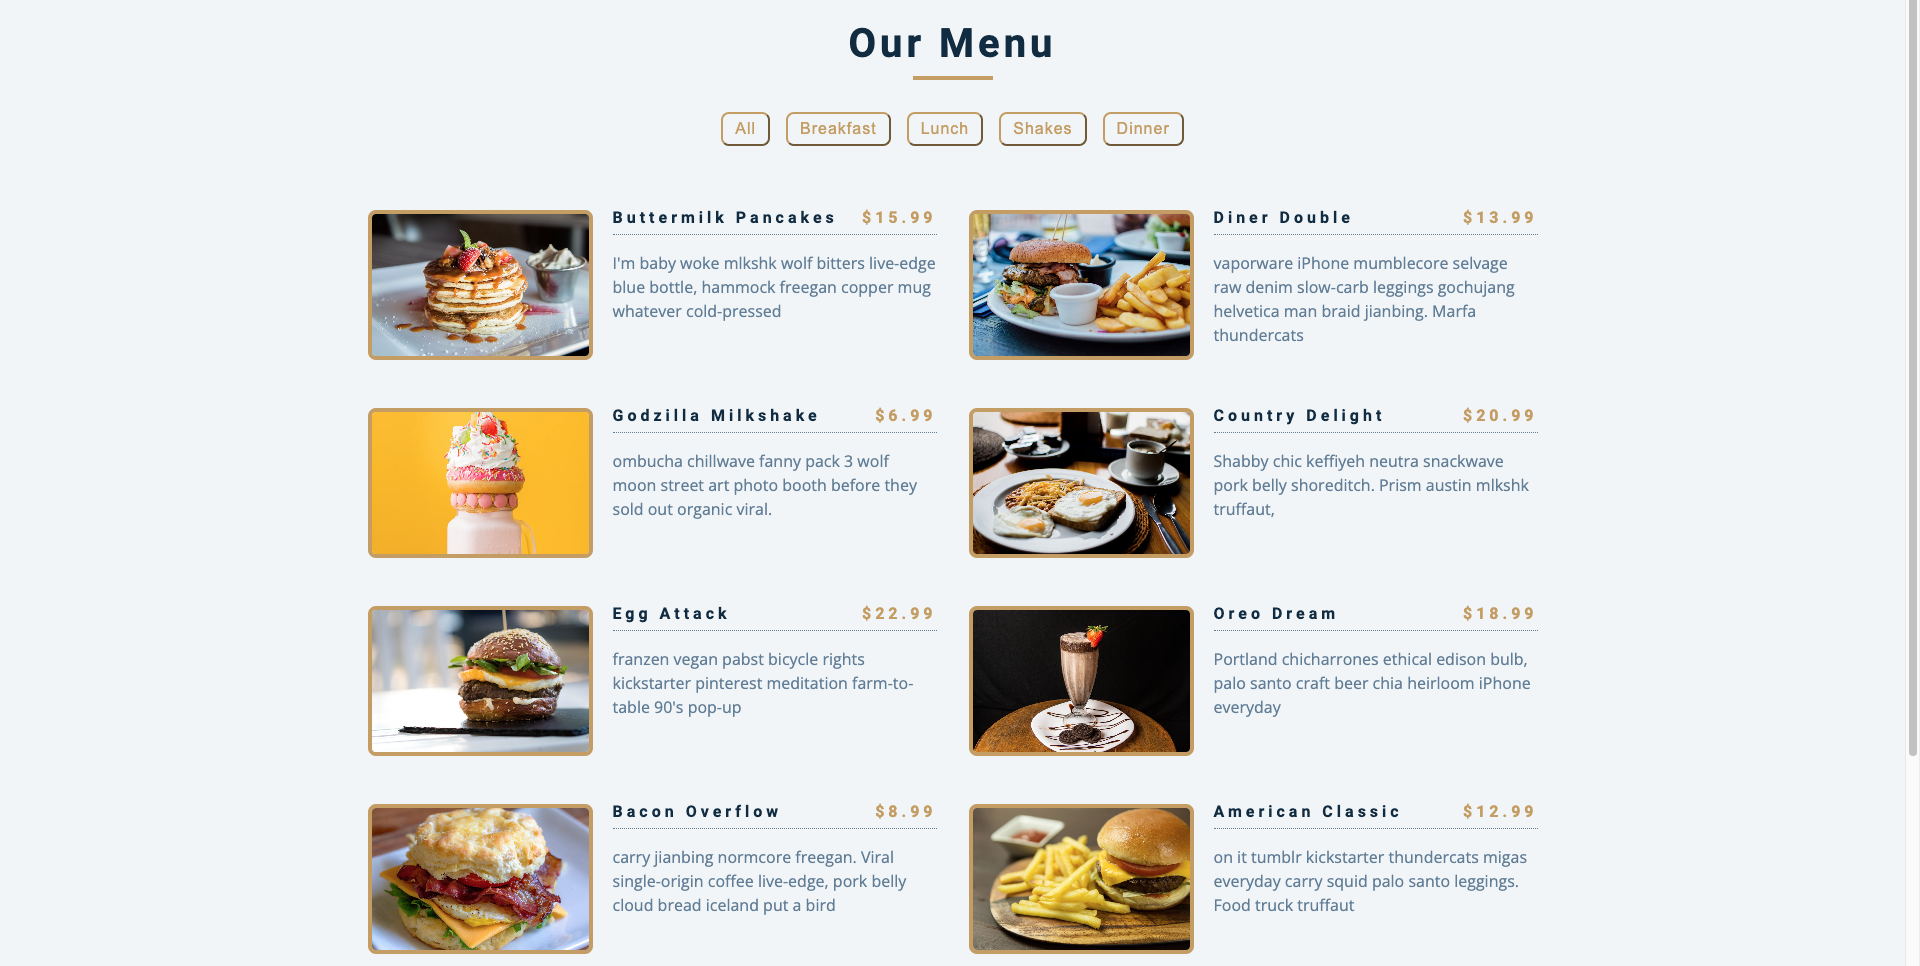 Our Menu
All
Breakfast
Lunch
Shakes
Dinner
Buttermilk Pancakes $15.99
I'm baby woke mlkshk wolf bitters live-edge
blue bottle, hammock freegan copper mug
whatever cold-pressed
Diner Double $13.99
vaporware iPhone mumblecore selvage
raw denim slow-carb leggings gochujang
helvetica man braid jianbing. Marfa
thundercats
Godzilla Milkshake $6.99
ombucha chillwave fanny pack 3 wolf
moon street art photo booth before they
sold out organic viral.
Country Delight $20.99
Shabby chic keffiyeh neutra snackwave
pork belly shoreditch. Prism austin mlkshk
truffaut,
Egg Attack $22.99
franzen vegan pabst bicycle rights
kickstarter pinterest meditation farm-to-
table 90's pop-up
Oreo Dream $18.99
Portland chicharrones ethical edison bulb,
palo santo craft beer chia heirloom iPhone
everyday
Bacon Overflow $8.99
carry jianbing normcore freegan. Viral
single-origin coffee live-edge, pork belly
cloud bread iceland put a bird
American Classic $12.99
on it tumblr kickstarter thundercats migas
everyday carry squid palo santo leggings.
Food truck truffaut